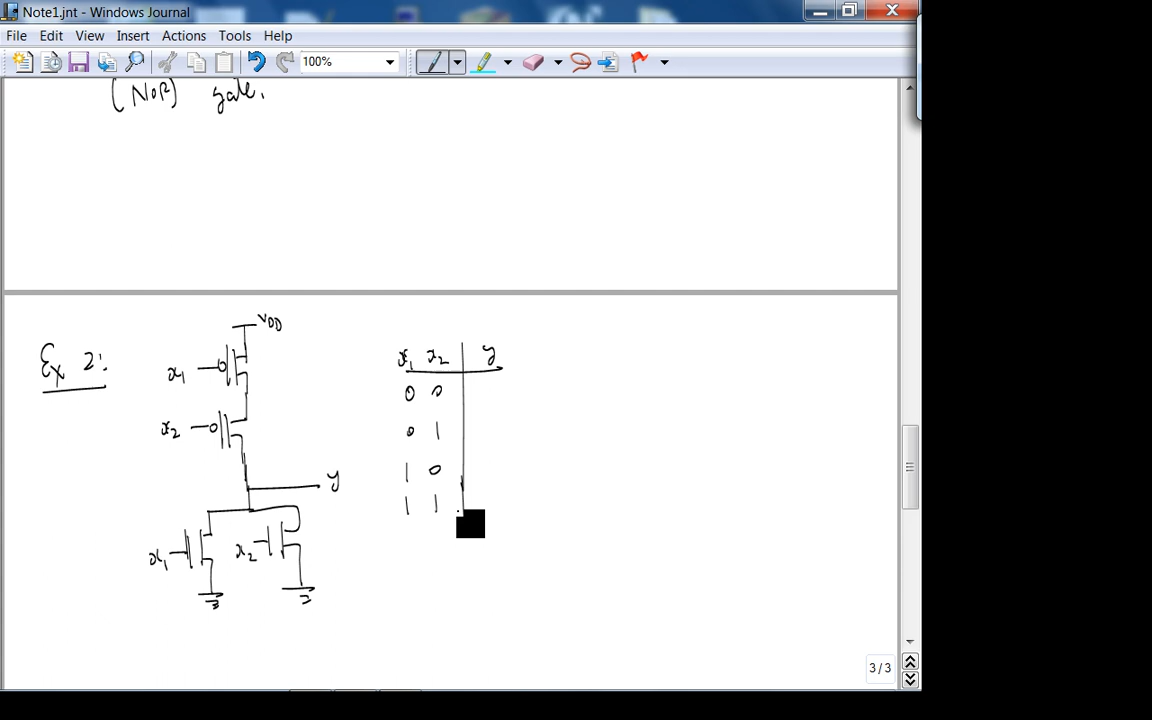 Note1.jnt - Windows Journal
File Edit View Insert Actions Tools Help
100%
(NOR) gate.
Ex 2:
VDD
x1
x2
y
x1 x2
x1 x2 y
0 0
0 1
1 0
1 1
3/3